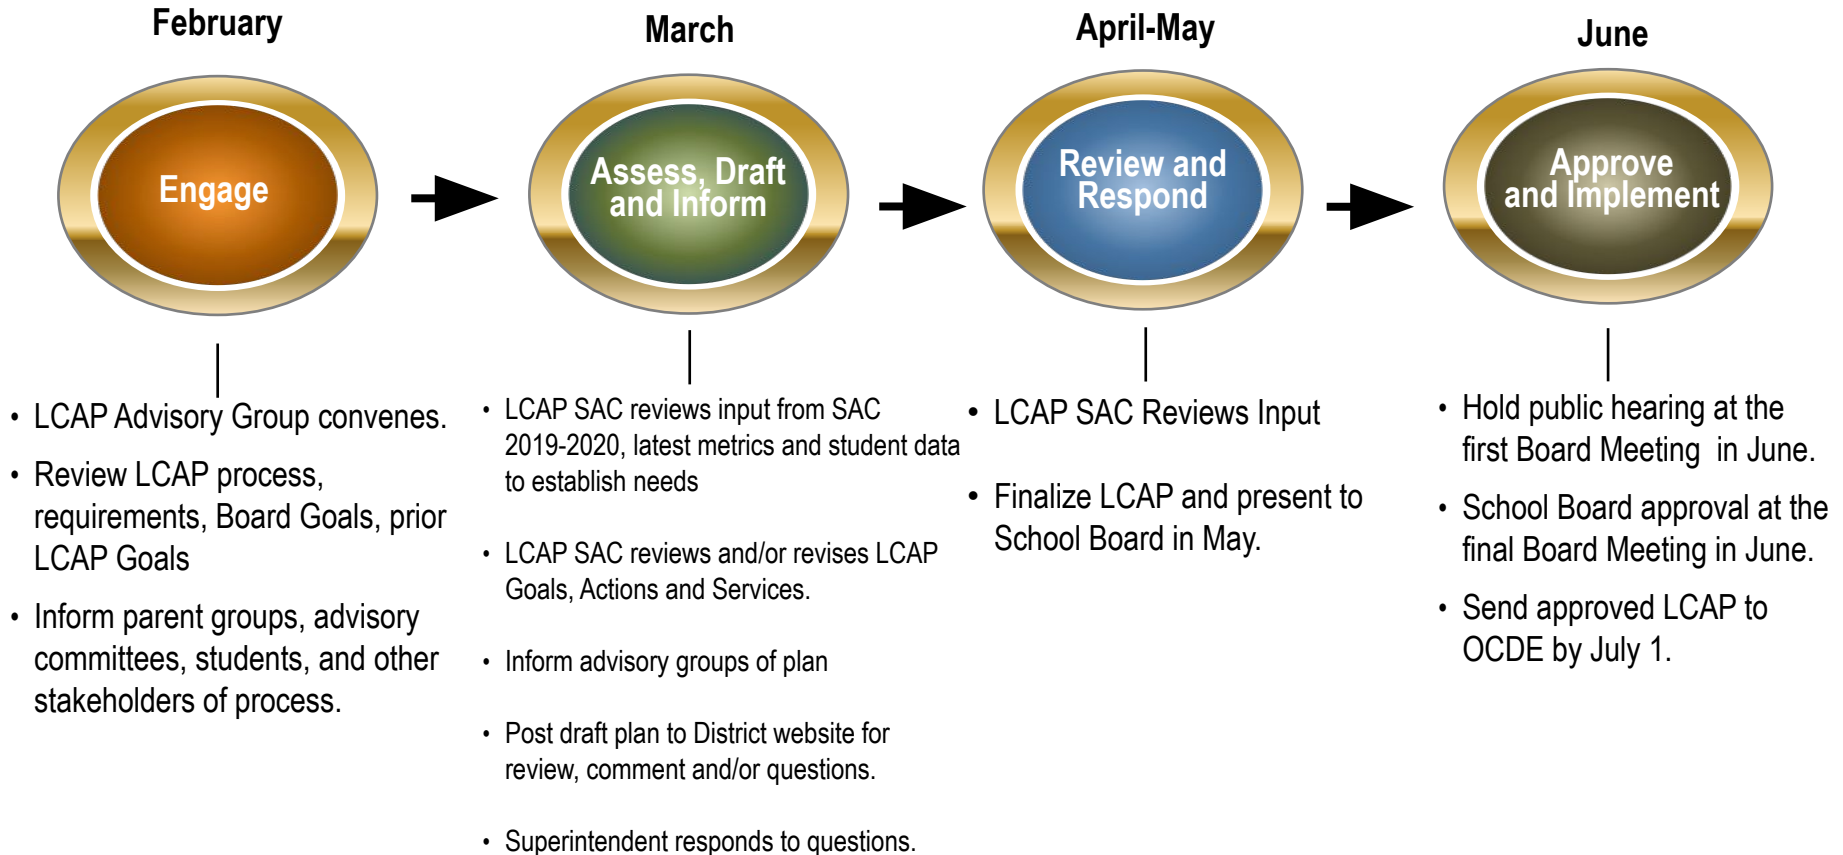 February
Engage
• LCAP Advisory Group convenes.
• Review LCAP process,
requirements, Board Goals, prior
LCAP Goals
• Inform parent groups, advisory
committees, students, and other
stakeholders of process.
March
Assess, Draft
and Inform
• LCAP SAC reviews input from SAC
2019-2020, latest metrics and student data
to establish needs
• LCAP SAC reviews and/or revises LCAP
Goals, Actions and Services.
• Inform advisory groups of plan
• Post draft plan to District website for
review, comment and/or questions.
• Superintendent responds to questions.
April-May
Review and
Respond
• LCAP SAC Reviews Input
• Finalize LCAP and present to
School Board in May.
June
Approve
and Implement
• Hold public hearing at the
first Board Meeting in June.
• School Board approval at the
final Board Meeting in June.
• Send approved LCAP to
OCDE by July 1.